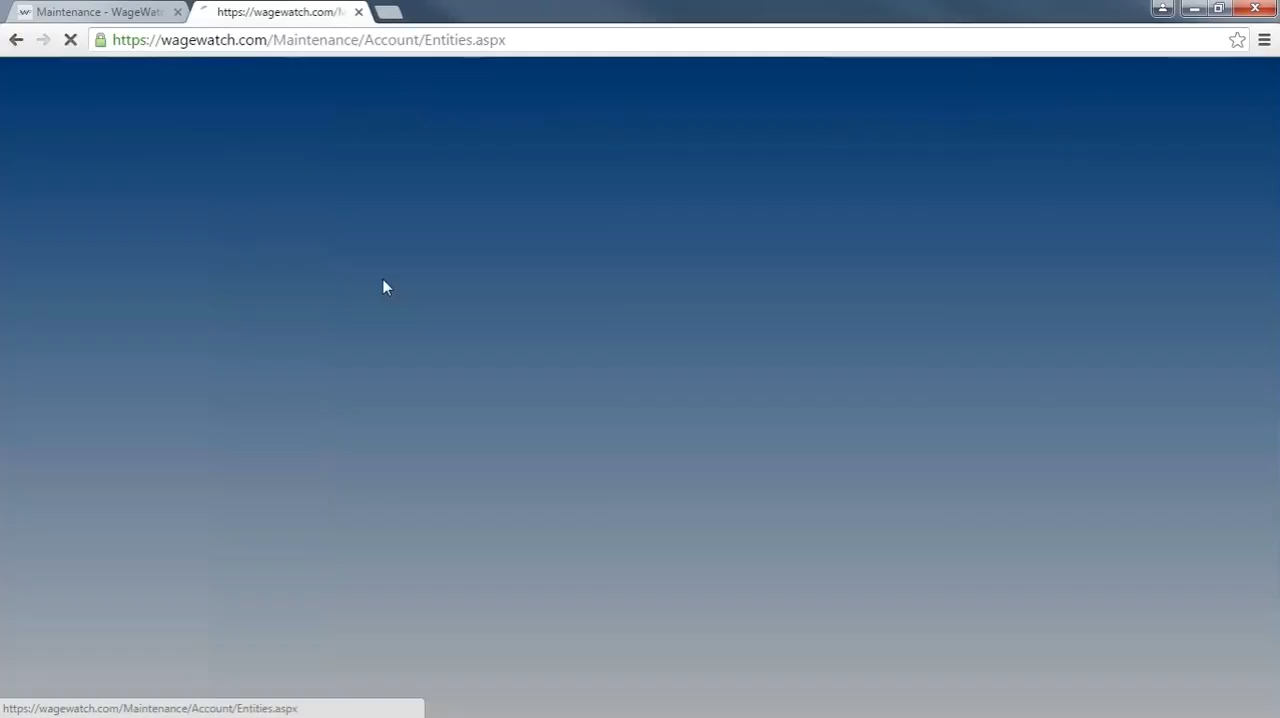 Maintenance - WageWat
https://wagewatch.com/
https://wagewatch.com/Maintenance/Account/Entities.aspx
https://wagewatch.com/Maintenance/Account/Entities.aspx